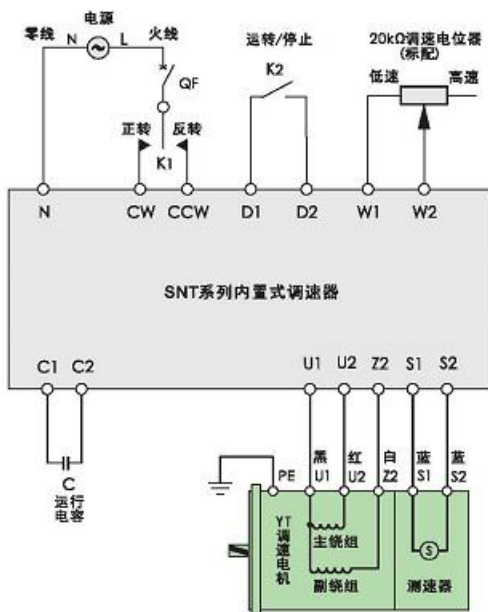 电源
零线 N L 火线
QF
正转 反转
K1
运转/停止
K2
20kΩ调速电位器
(标配)
低速 高速
N CW CCW D1 D2 W1 W2
SNT系列内置式调速器
C1 C2 U1 U2 Z2 S1 S2
C
运行
电容
黑 红 白 蓝 蓝
PE U1 U2 Z2 S1 S2
YT调速电机
主绕组
副绕组
S
测速器